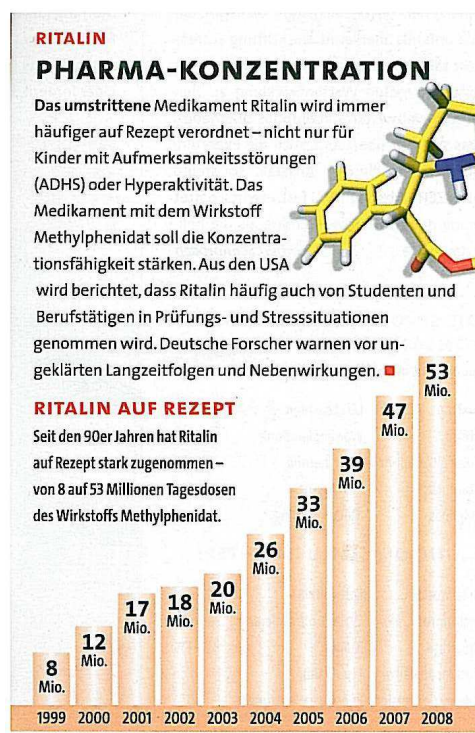 RITALIN
PHARMA-KONZENTRATION
Das umstrittene Medikament Ritalin wird immer
häufiger auf Rezept verordnet – nicht nur für
Kinder mit Aufmerksamkeitsstörungen
(ADHS) oder Hyperaktivität. Das
Medikament mit dem Wirkstoff
Methylphenidat soll die Konzentra-
tionsfähigkeit stärken. Aus den USA
wird berichtet, dass Ritalin häufig auch von Studenten und
Berufstätigen in Prüfungs- und Stresssituationen
genommen wird. Deutsche Forscher warnen vor un-
geklärten Langzeitfolgen und Nebenwirkungen.
RITALIN AUF REZEPT
Seit den 90er Jahren hat Ritalin
auf Rezept stark zugenommen –
von 8 auf 53 Millionen Tagesdosen
des Wirkstoffs Methylphenidat.
8
Mio.
12
Mio.
17
Mio.
18
Mio.
20
Mio.
26
Mio.
33
Mio.
39
Mio.
47
Mio.
53
Mio.
1999 2000 2001 2002 2003 2004 2005 2006 2007 2008